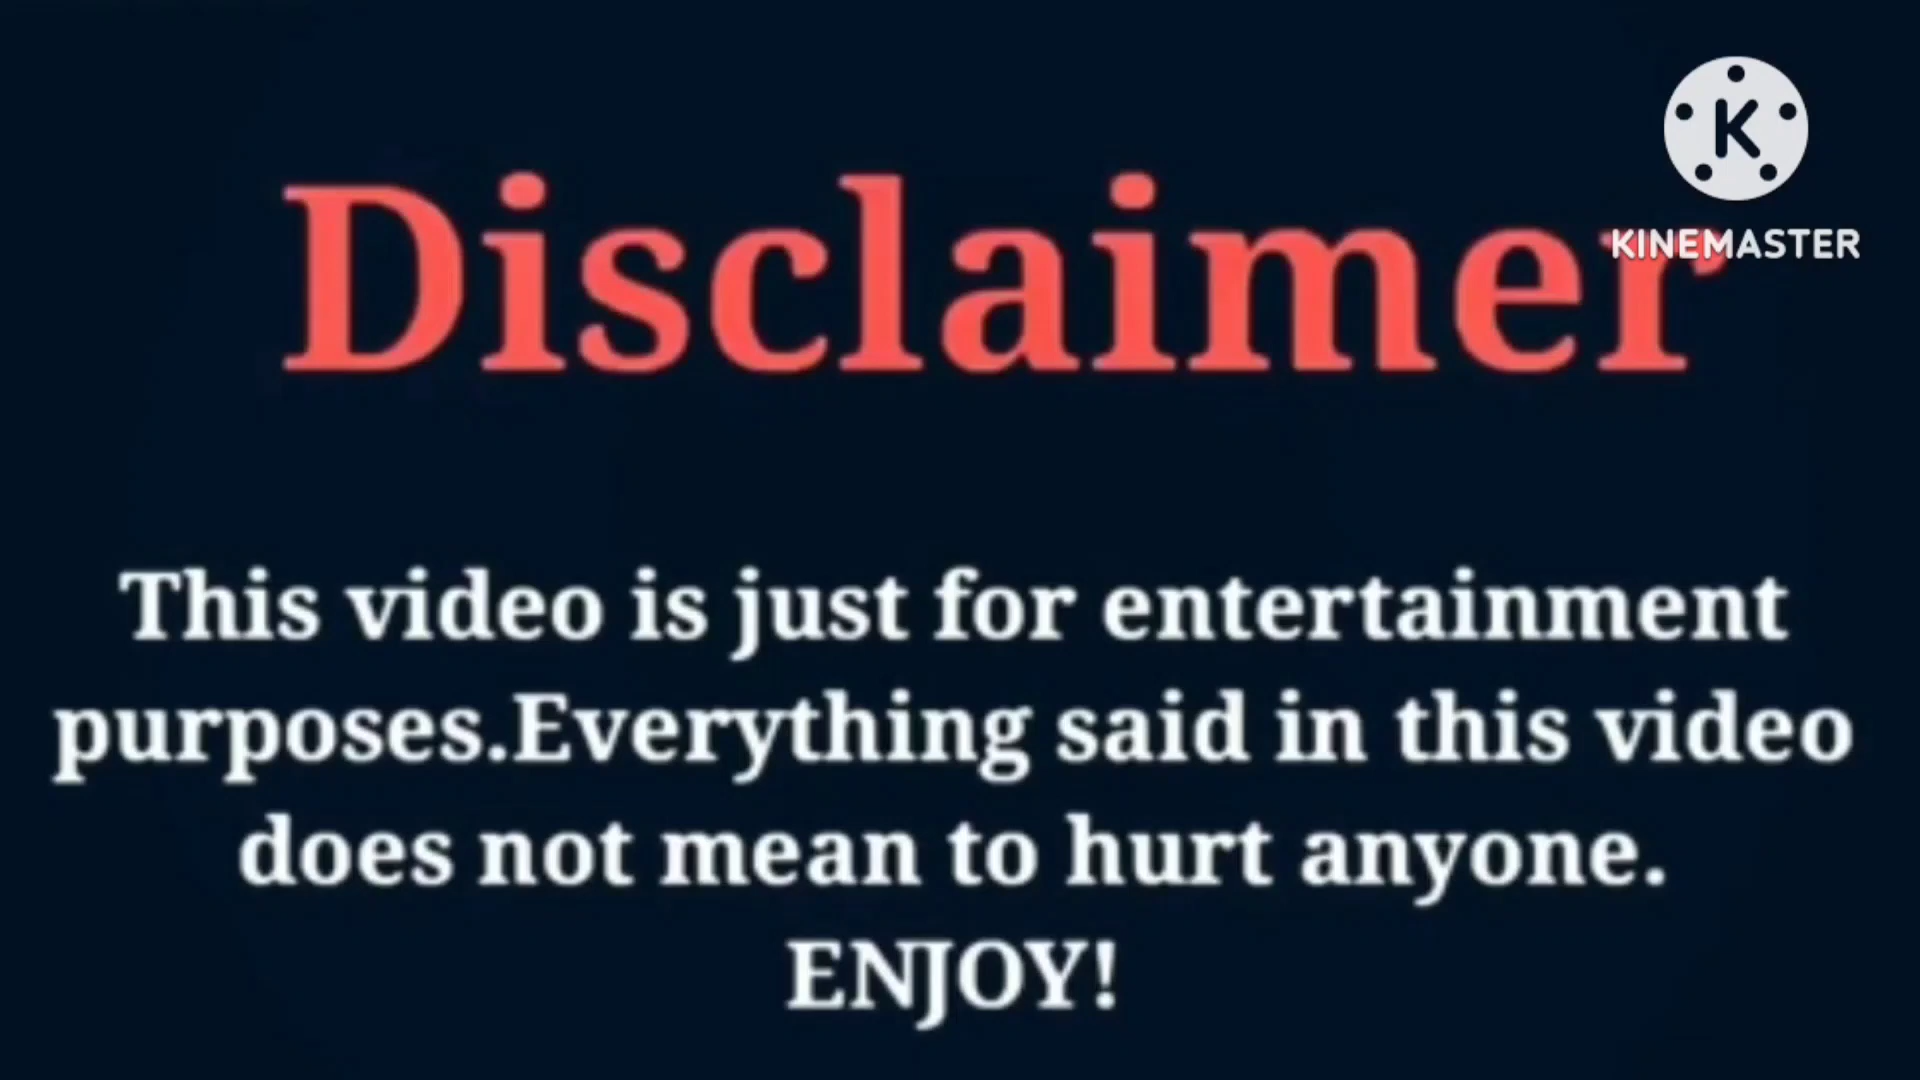 K
KINEMASTER
Disclaimer
This video is just for entertainment
purposes.Everything said in this video
does not mean to hurt anyone.
ENJOY!